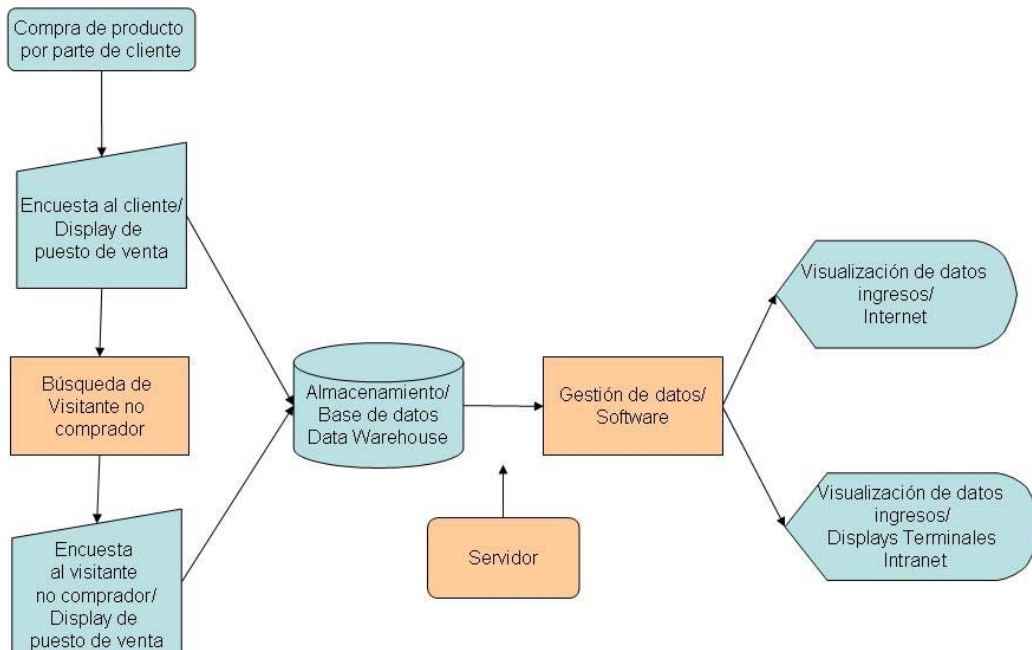 Compra de producto
por parte de cliente
Encuesta al cliente/
Display de
puesto de venta
Búsqueda de
Visitante no
comprador
Encuesta
al visitante
no comprador/
Display de
puesto de venta
Almacenamiento/
Base de datos
Data Warehouse
Servidor
Gestión de datos/
Software
Visualización de datos
ingresos/
Internet
Visualización de datos
ingresos/
Displays Terminales
Intranet